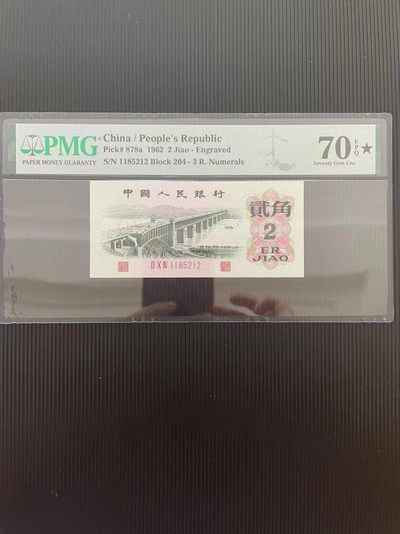 PMG
PAPER MONEY GUARANTY
China / People's Republic
Pick# 878a 1962 2 Jiao - Engraved
S/N 1185212 Block 204 - 3 R. Numerals
70 EPQ ★
Seventy Gem Unc
中國人民銀行
貳角
2
ER
JIAO
ⅡⅩⅣ 1185212